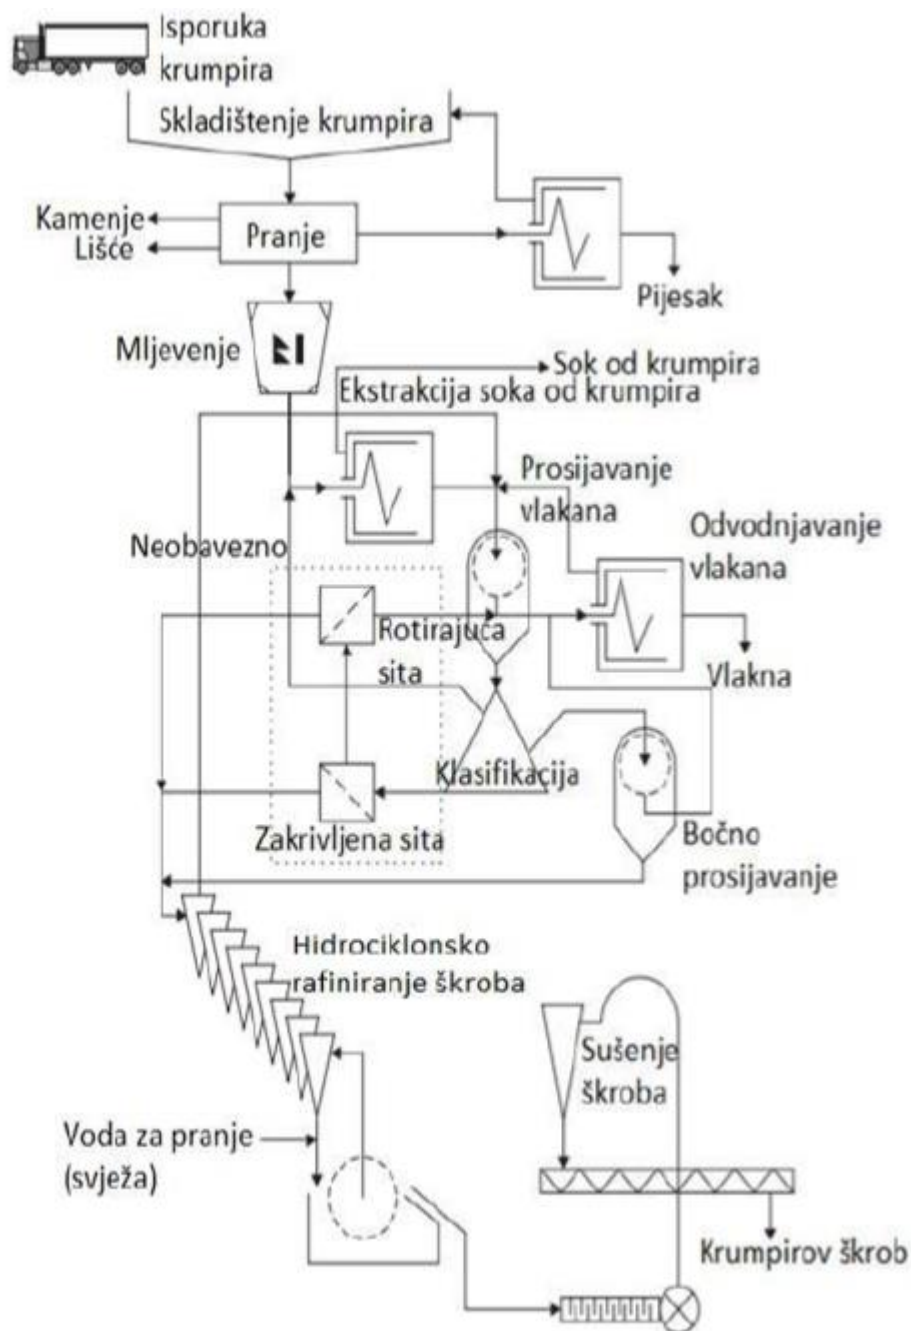 Isporuka
krumpira
Skladištenje krumpira
Kamenje
Lišće
Pranje
Pijesak
Mljevenje
Sok od krumpira
Ekstrakcija soka od krumpira
Prosijavanje
vlakana
Neobavezno
Odvodnjavanje
vlakana
Rotirajuća
sita
Vlakna
Klasifikacija
Zakrivljena sita
Bočno
prosijavanje
Hidrociklonsko
rafiniranje škroba
Sušenje
škroba
Voda za pranje
(svježa)
Krumpirov škrob